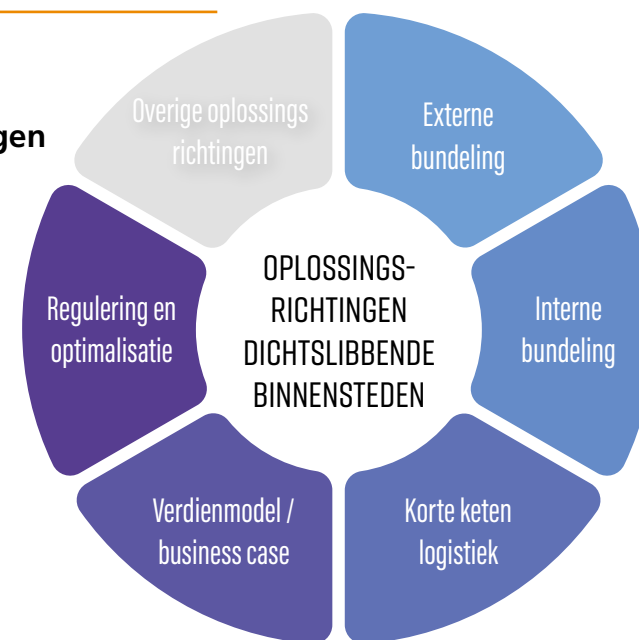 gen
Overige oplossings
richtingen
Externe
bundeling
Regulering en
optimalisatie
OPLOSSINGS-
RICHTINGEN
DICHTSLIBBENDE
BINNENSTEDEN
Interne
bundeling
Verdienmodel /
business case
Korte keten
logistiek